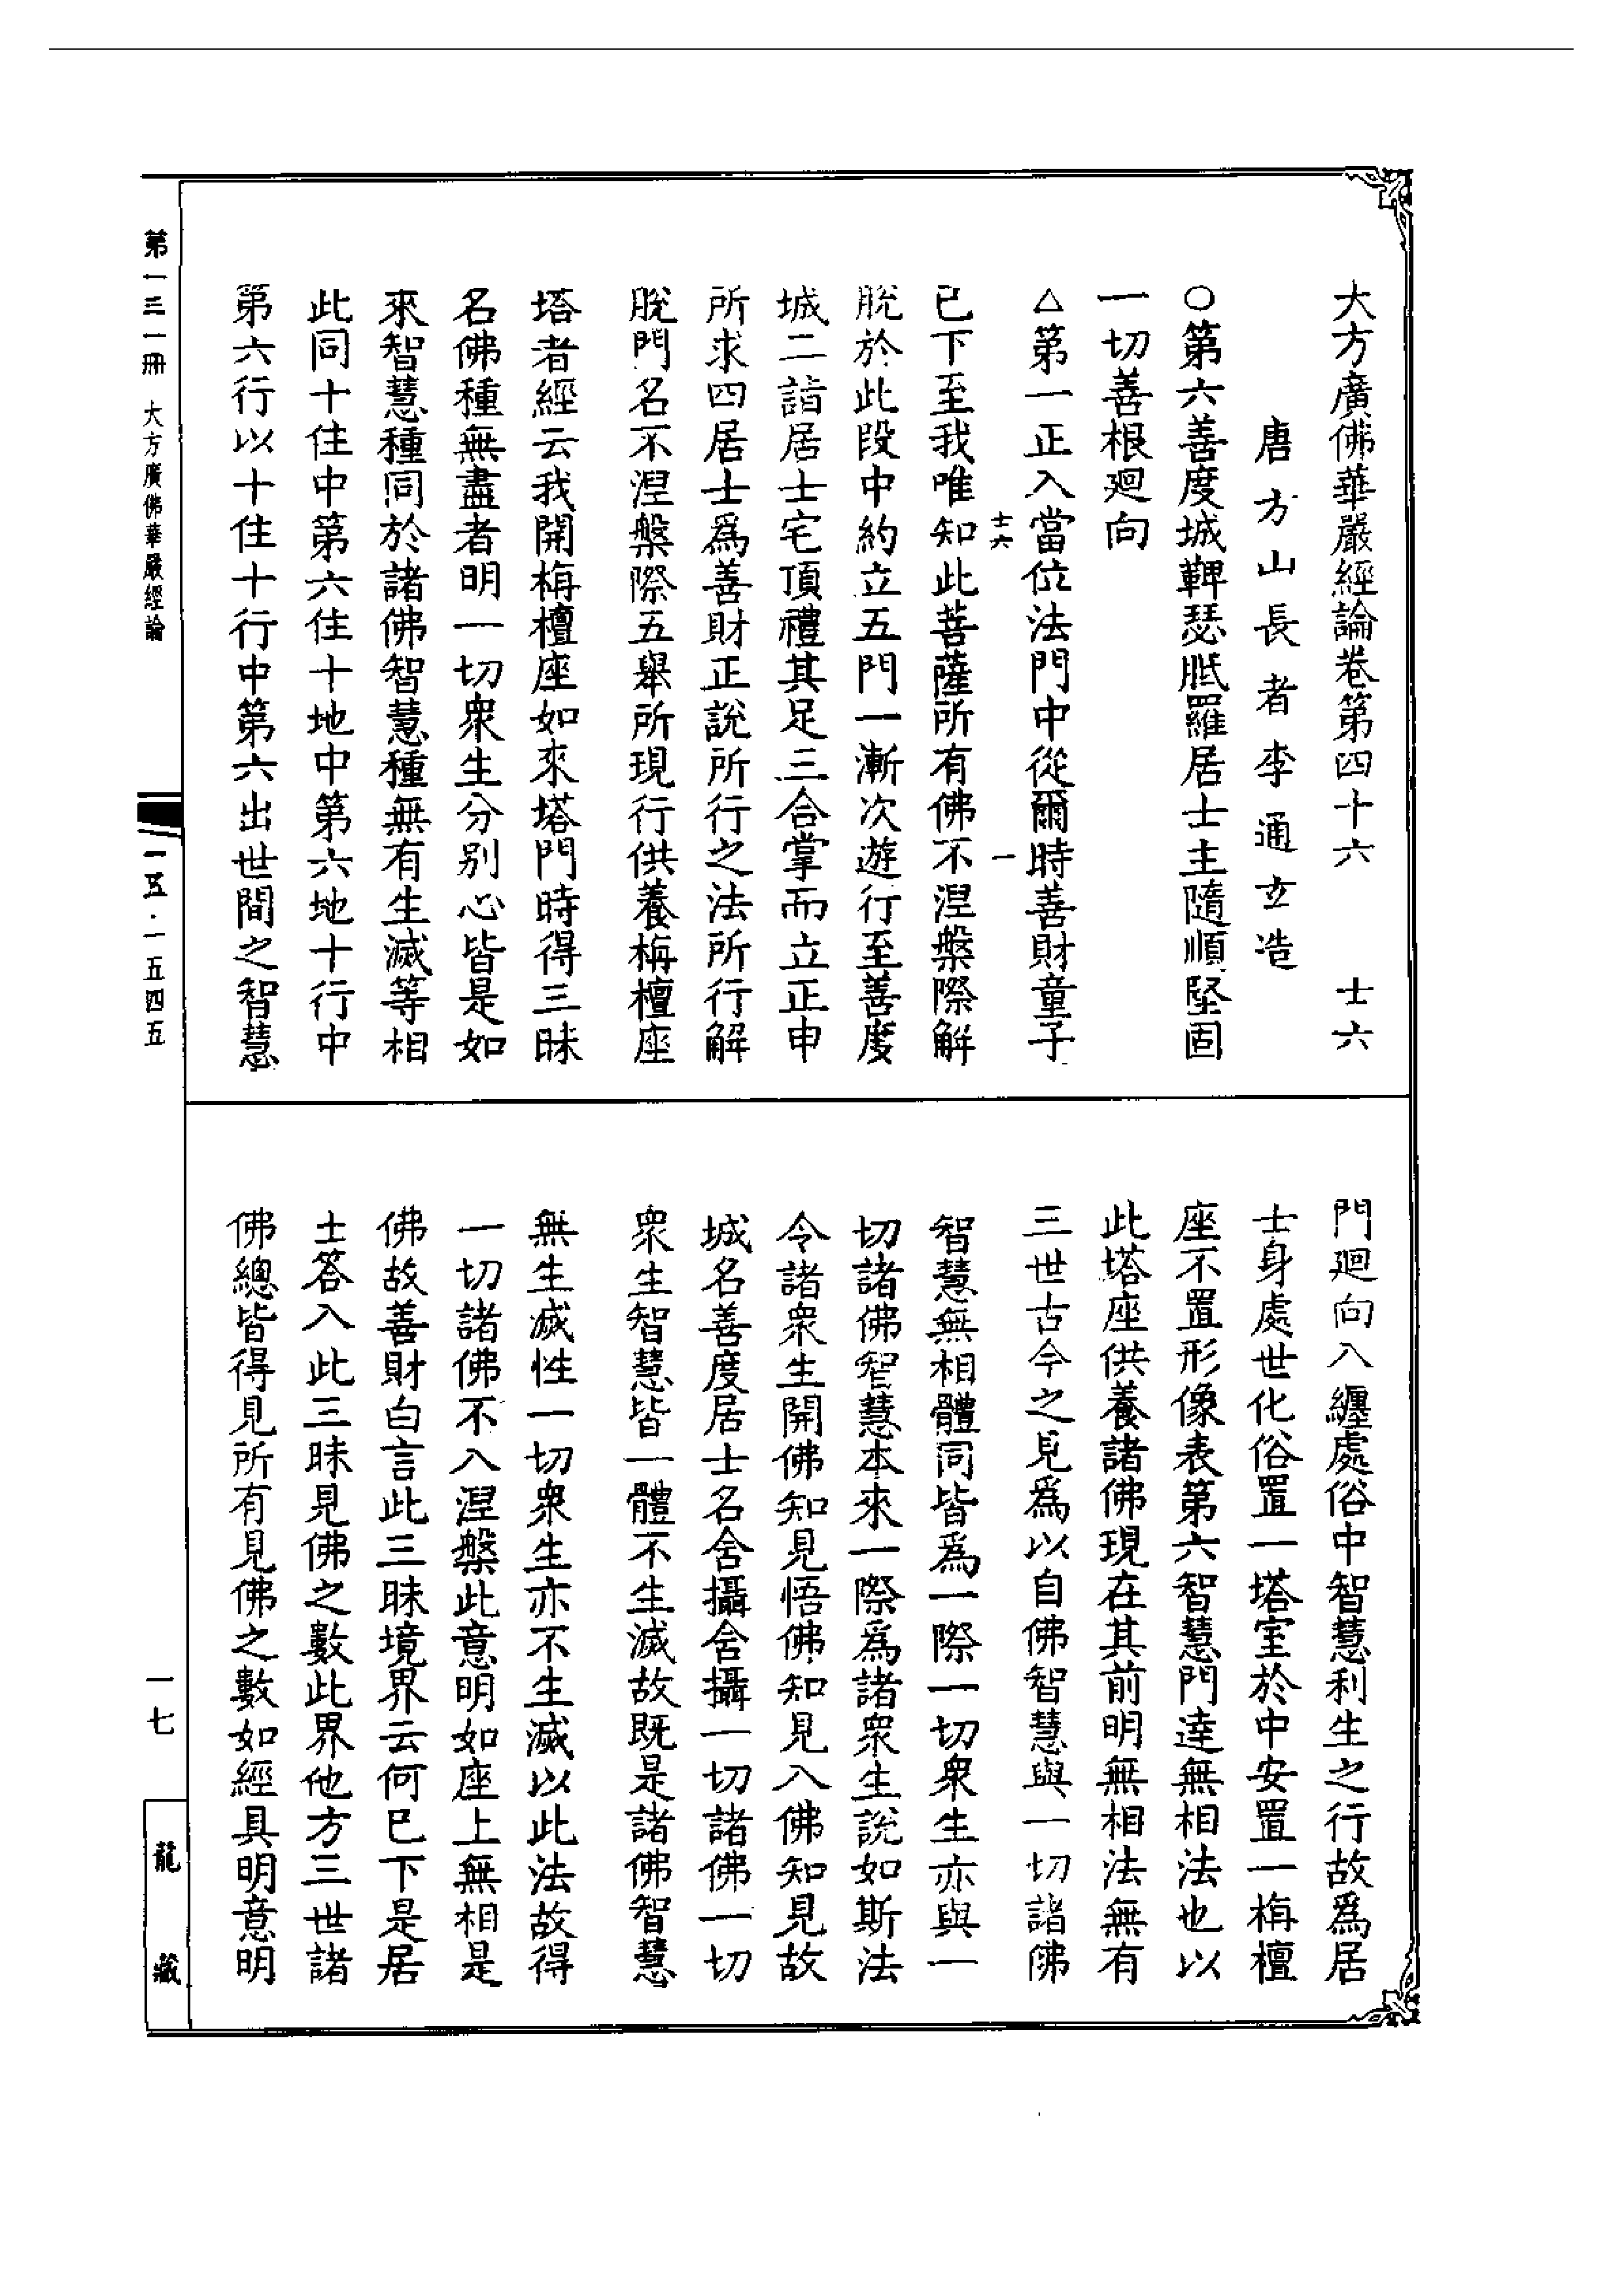 大方廣佛華嚴經論卷第四十六　士六
唐方山長者李通玄造
○第六善度城鞞瑟胝羅居士主隨順堅固
一切善根廻向
△第一正入當位法門中從爾時善財童子
士六　一
已下至我唯知此菩薩所有佛不涅槃際解
脫於此段中約立五門一漸次遊行至善度
城二詣居士宅頂禮其足三合掌而立正申
所求四居士為善財正說所行之法所行解
脫門名不涅槃際五舉所現行供養栴檀座
塔者經云我開栴檀座如來塔門時得三昧
名佛種無盡者明一切眾生分別心皆是如
來智慧種同於諸佛智慧種無有生滅等相
此同十住中第六住十地中第六地十行中
第六行以十住十行中第六出世間之智慧
門廻向入纏處俗中智慧利生之行故為居
士身處世化俗置一塔室於中安置一栴檀
座不置形像表第六智慧門達無相法也以
此塔座供養諸佛現在其前明無相法無有
三世古今之見為以自佛智慧與一切諸佛
智慧無相體同皆為一際一切眾生亦與一
切諸佛智慧本來一際為諸眾生說如斯法
令諸眾生開佛知見悟佛知見入佛知見故
城名善度居士名舍攝舍攝一切諸佛一切
眾生智慧皆一體不生滅故既是諸佛智慧
無生滅性一切眾生亦不生滅以此法故得
一切諸佛不入涅槃此意明如座上無相是
佛故善財白言此三昧境界云何已下是居
士答入此三昧見佛之數此界他方三世諸
佛總皆得見所有見佛之數如經具明意明
第一三一冊　大方廣佛華嚴經論
一五·一五四五
一七
龍藏